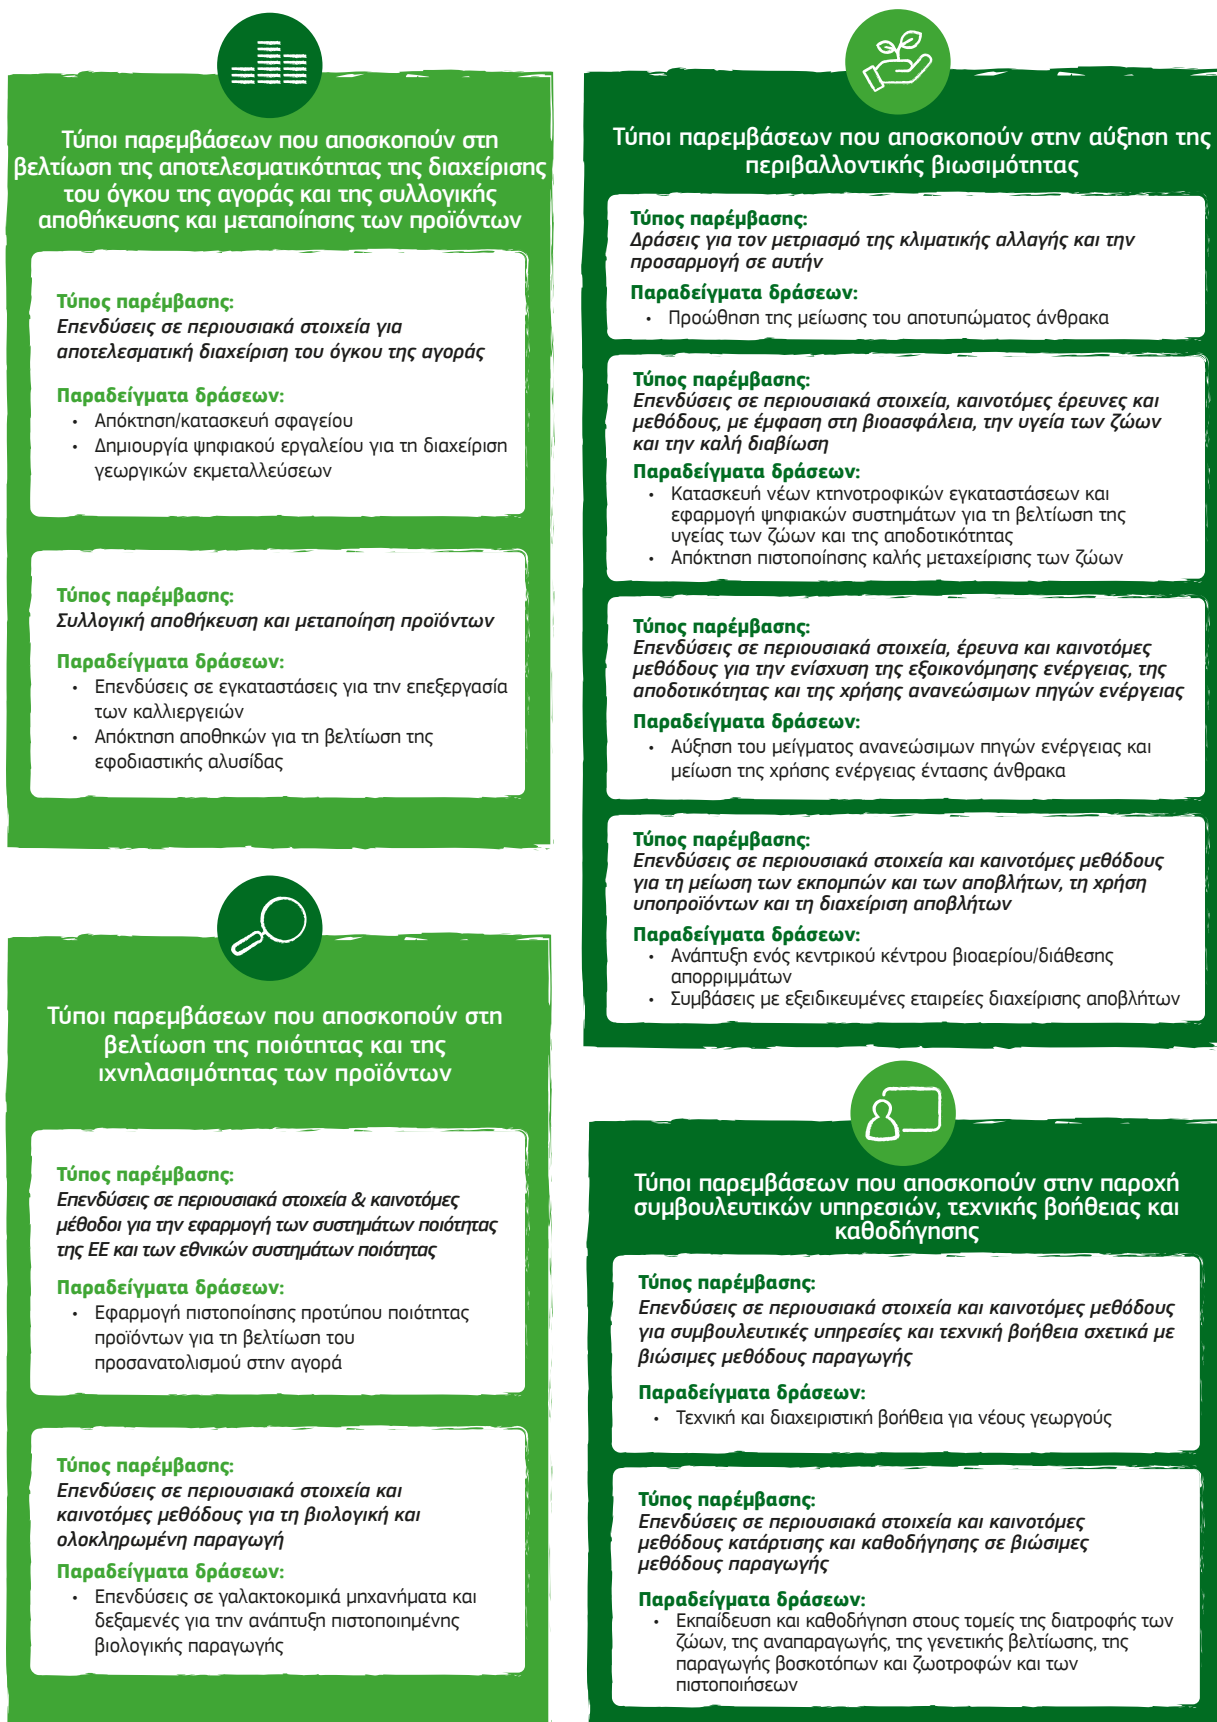 Τύποι παρεμβάσεων που αποσκοπούν στη
βελτίωση της αποτελεσματικότητας της διαχείρισης
του όγκου της αγοράς και της συλλογικής
αποθήκευσης και μεταποίησης των προϊόντων
Τύπος παρέμβασης:
Επενδύσεις σε περιουσιακά στοιχεία για
αποτελεσματική διαχείριση του όγκου της αγοράς
Παραδείγματα δράσεων:
• Απόκτηση/κατασκευή σφαγείου
• Δημιουργία ψηφιακού εργαλείου για τη διαχείριση
γεωργικών εκμεταλλεύσεων
Τύπος παρέμβασης:
Συλλογική αποθήκευση και μεταποίηση προϊόντων
Παραδείγματα δράσεων:
• Επενδύσεις σε εγκαταστάσεις για την επεξεργασία
των καλλιεργειών
• Απόκτηση αποθηκών για τη βελτίωση της
εφοδιαστικής αλυσίδας
Τύποι παρεμβάσεων που αποσκοπούν στη
βελτίωση της ποιότητας και της
ιχνηλασιμότητας των προϊόντων
Τύπος παρέμβασης:
Επενδύσεις σε περιουσιακά στοιχεία & καινοτόμες
μέθοδοι για την εφαρμογή των συστημάτων ποιότητας
της ΕΕ και των εθνικών συστημάτων ποιότητας
Παραδείγματα δράσεων:
• Εφαρμογή πιστοποίησης προτύπου ποιότητας
προϊόντων για τη βελτίωση του
προσανατολισμού στην αγορά
Τύπος παρέμβασης:
Επενδύσεις σε περιουσιακά στοιχεία και
καινοτόμες μεθόδους για τη βιολογική και
ολοκληρωμένη παραγωγή
Παραδείγματα δράσεων:
• Επενδύσεις σε γαλακτοκομικά μηχανήματα και
δεξαμενές για την ανάπτυξη πιστοποιημένης
βιολογικής παραγωγής
Τύποι παρεμβάσεων που αποσκοπούν στην αύξηση της
περιβαλλοντικής βιωσιμότητας
Τύπος παρέμβασης:
Δράσεις για τον μετριασμό της κλιματικής αλλαγής και την
προσαρμογή σε αυτήν
Παραδείγματα δράσεων:
• Προώθηση της μείωσης του αποτυπώματος άνθρακα
Τύπος παρέμβασης:
Επενδύσεις σε περιουσιακά στοιχεία, καινοτόμες έρευνες και
μεθόδους, με έμφαση στη βιοασφάλεια, την υγεία των ζώων
και την καλή διαβίωση
Παραδείγματα δράσεων:
• Κατασκευή νέων κτηνοτροφικών εγκαταστάσεων και
εφαρμογή ψηφιακών συστημάτων για τη βελτίωση της
υγείας των ζώων και της αποδοτικότητας
• Απόκτηση πιστοποίησης καλής μεταχείρισης των ζώων
Τύπος παρέμβασης:
Επενδύσεις σε περιουσιακά στοιχεία, έρευνα και καινοτόμες
μεθόδους για την ενίσχυση της εξοικονόμησης ενέργειας, της
αποδοτικότητας και της χρήσης ανανεώσιμων πηγών ενέργειας
Παραδείγματα δράσεων:
• Αύξηση του μείγματος ανανεώσιμων πηγών ενέργειας και
μείωση της χρήσης ενέργειας έντασης άνθρακα
Τύπος παρέμβασης:
Επενδύσεις σε περιουσιακά στοιχεία και καινοτόμες μεθόδους
για τη μείωση των εκπομπών και των αποβλήτων, τη χρήση
υποπροϊόντων και τη διαχείριση αποβλήτων
Παραδείγματα δράσεων:
• Ανάπτυξη ενός κεντρικού κέντρου βιοαερίου/διάθεσης
απορριμμάτων
• Συμβάσεις με εξειδικευμένες εταιρείες διαχείρισης αποβλήτων
Τύποι παρεμβάσεων που αποσκοπούν στην παροχή
συμβουλευτικών υπηρεσιών, τεχνικής βοήθειας και
καθοδήγησης
Τύπος παρέμβασης:
Επενδύσεις σε περιουσιακά στοιχεία και καινοτόμες μεθόδους
για συμβουλευτικές υπηρεσίες και τεχνική βοήθεια σχετικά με
βιώσιμες μεθόδους παραγωγής
Παραδείγματα δράσεων:
• Τεχνική και διαχειριστική βοήθεια για νέους γεωργούς
Τύπος παρέμβασης:
Επενδύσεις σε περιουσιακά στοιχεία και καινοτόμες
μεθόδους κατάρτισης και καθοδήγησης σε βιώσιμες
μεθόδους παραγωγής
Παραδείγματα δράσεων:
• Εκπαίδευση και καθοδήγηση στους τομείς της διατροφής των
ζώων, της αναπαραγωγής, της γενετικής βελτίωσης, της
παραγωγής βοσκοτόπων και ζωοτροφών και των
πιστοποιήσεων